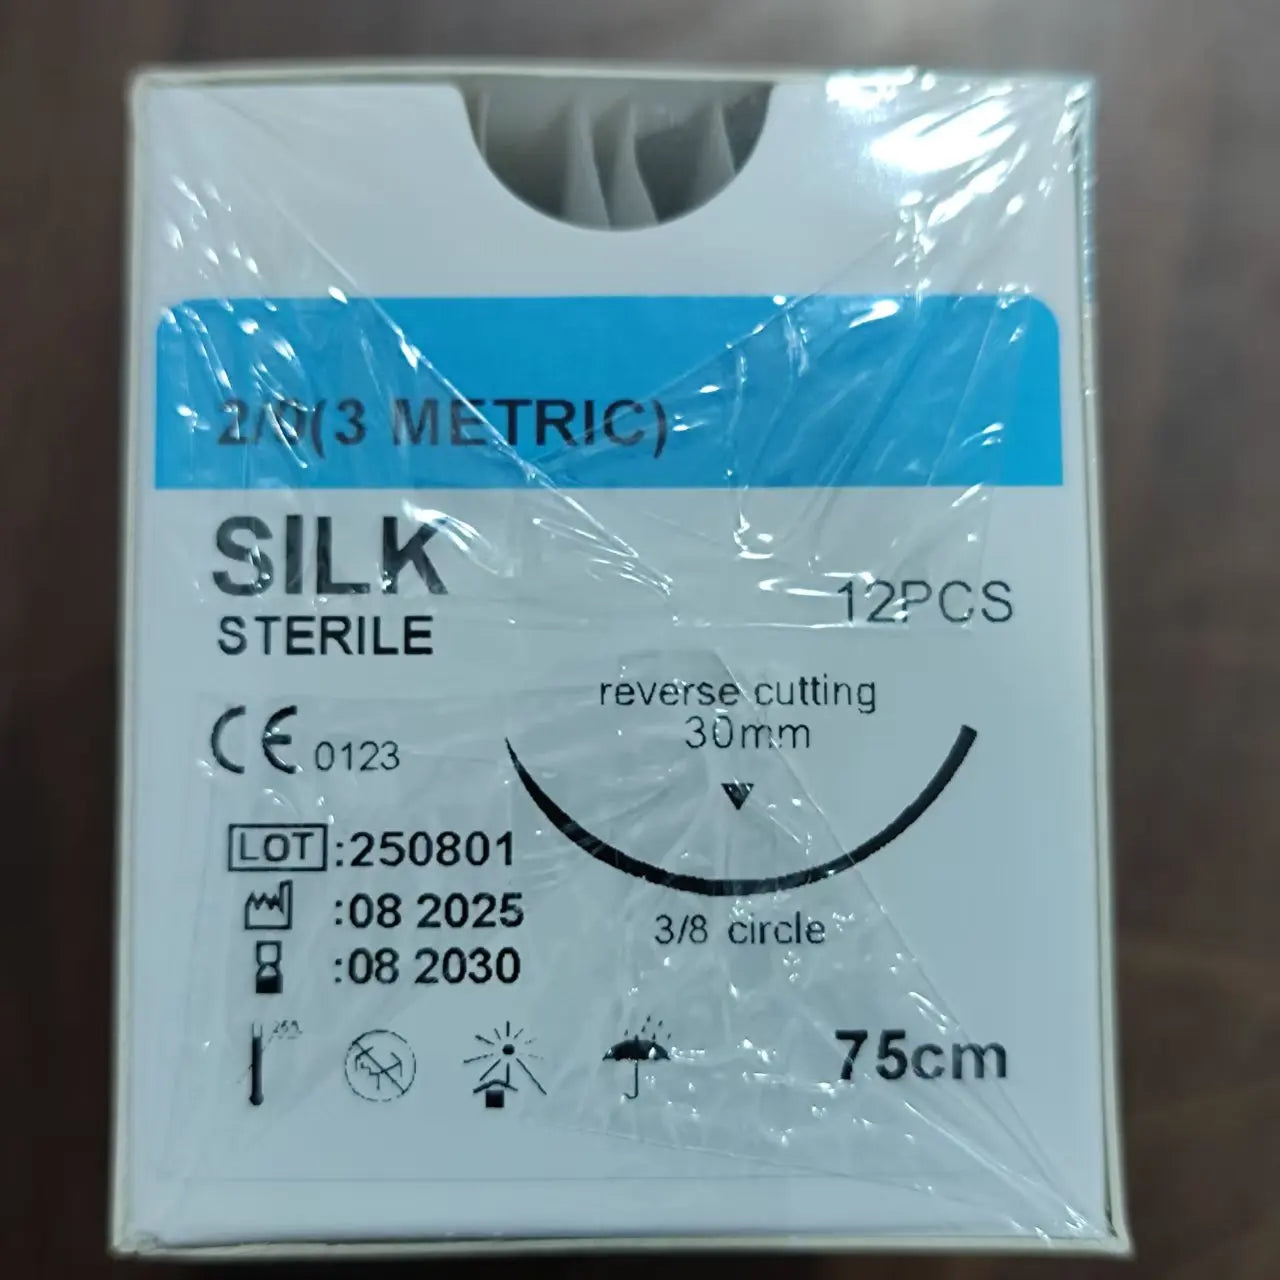 2/0(3 METRIC)
SILK
STERILE
12PCS
reverse cutting
30mm
CE 0123
LOT:250801
:08 2025
:08 2030
3/8 circle
75cm